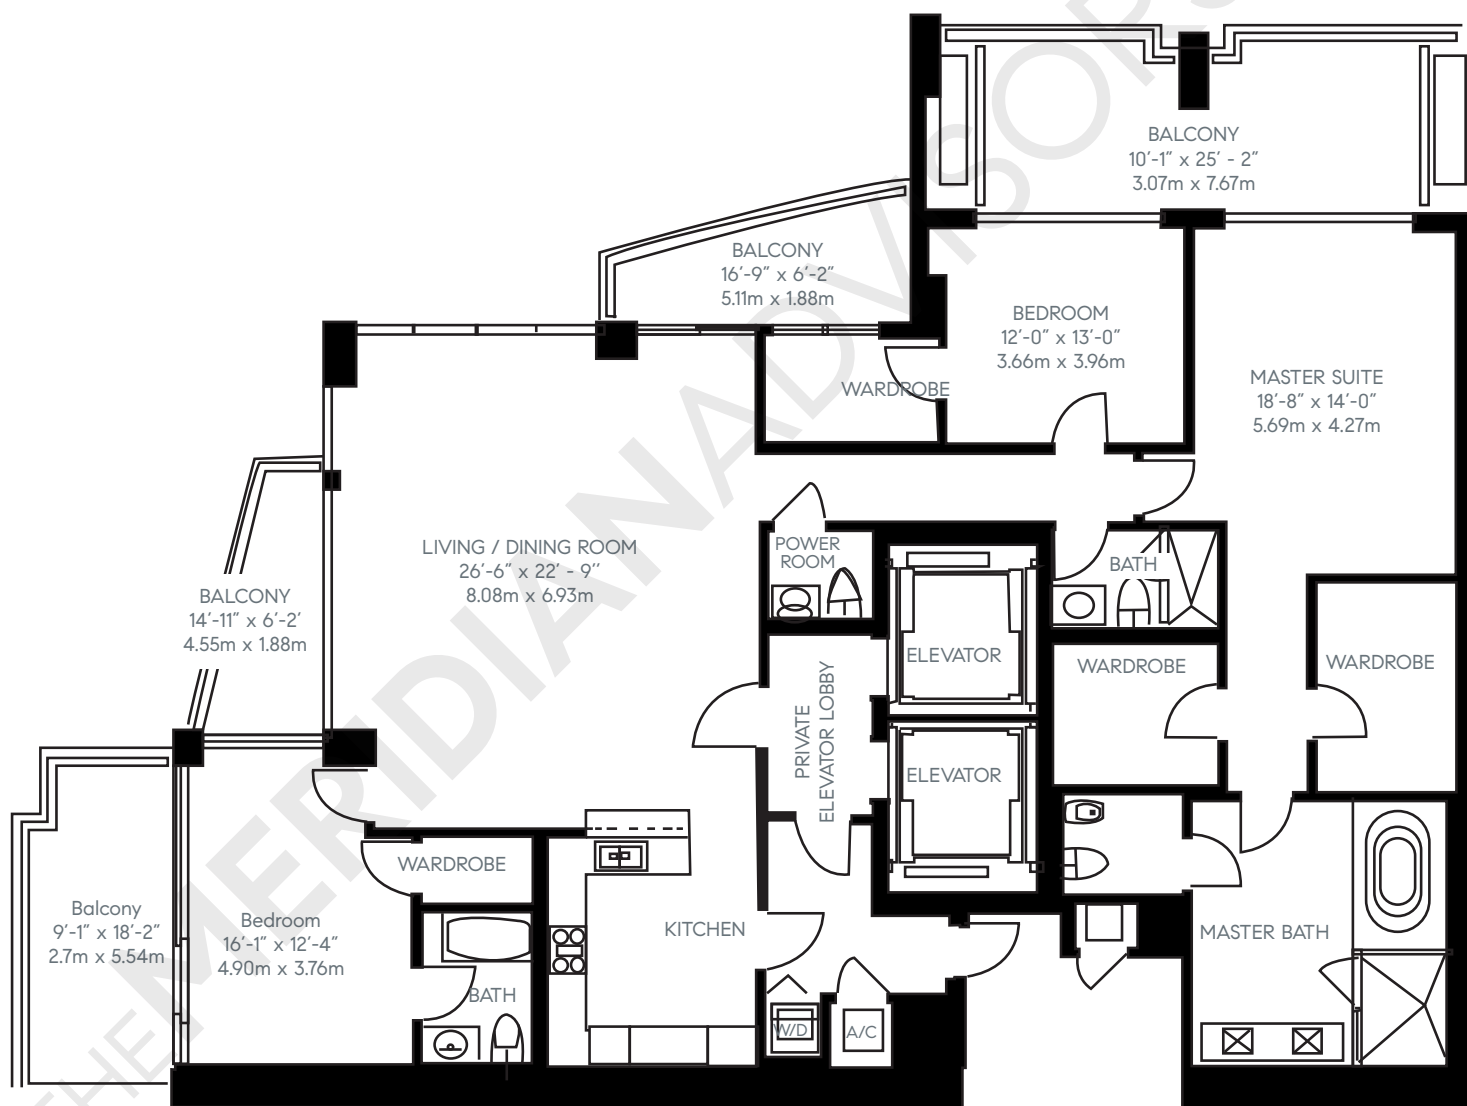 BALCONY
10'-1" x 25' - 2"
3.07m x 7.67m
BALCONY
16'-9" x 6'-2"
5.11m x 1.88m
BEDROOM
12'-0" x 13'-0"
3.66m x 3.96m
MASTER SUITE
18'-8" x 14'-0"
5.69m x 4.27m
WARDROBE
LIVING / DINING ROOM
26'-6" x 22' - 9''
8.08m x 6.93m
POWER
ROOM
BATH
BALCONY
14'-11" x 6'-2'
4.55m x 1.88m
ELEVATOR
WARDROBE
WARDROBE
PRIVATE
ELEVATOR LOBBY
ELEVATOR
WARDROBE
Balcony
9'-1" x 18'-2"
2.7m x 5.54m
Bedroom
16'-1" x 12'-4"
4.90m x 3.76m
KITCHEN
MASTER BATH
BATH
W/D
A/C
THEMERIDIANADVISORS